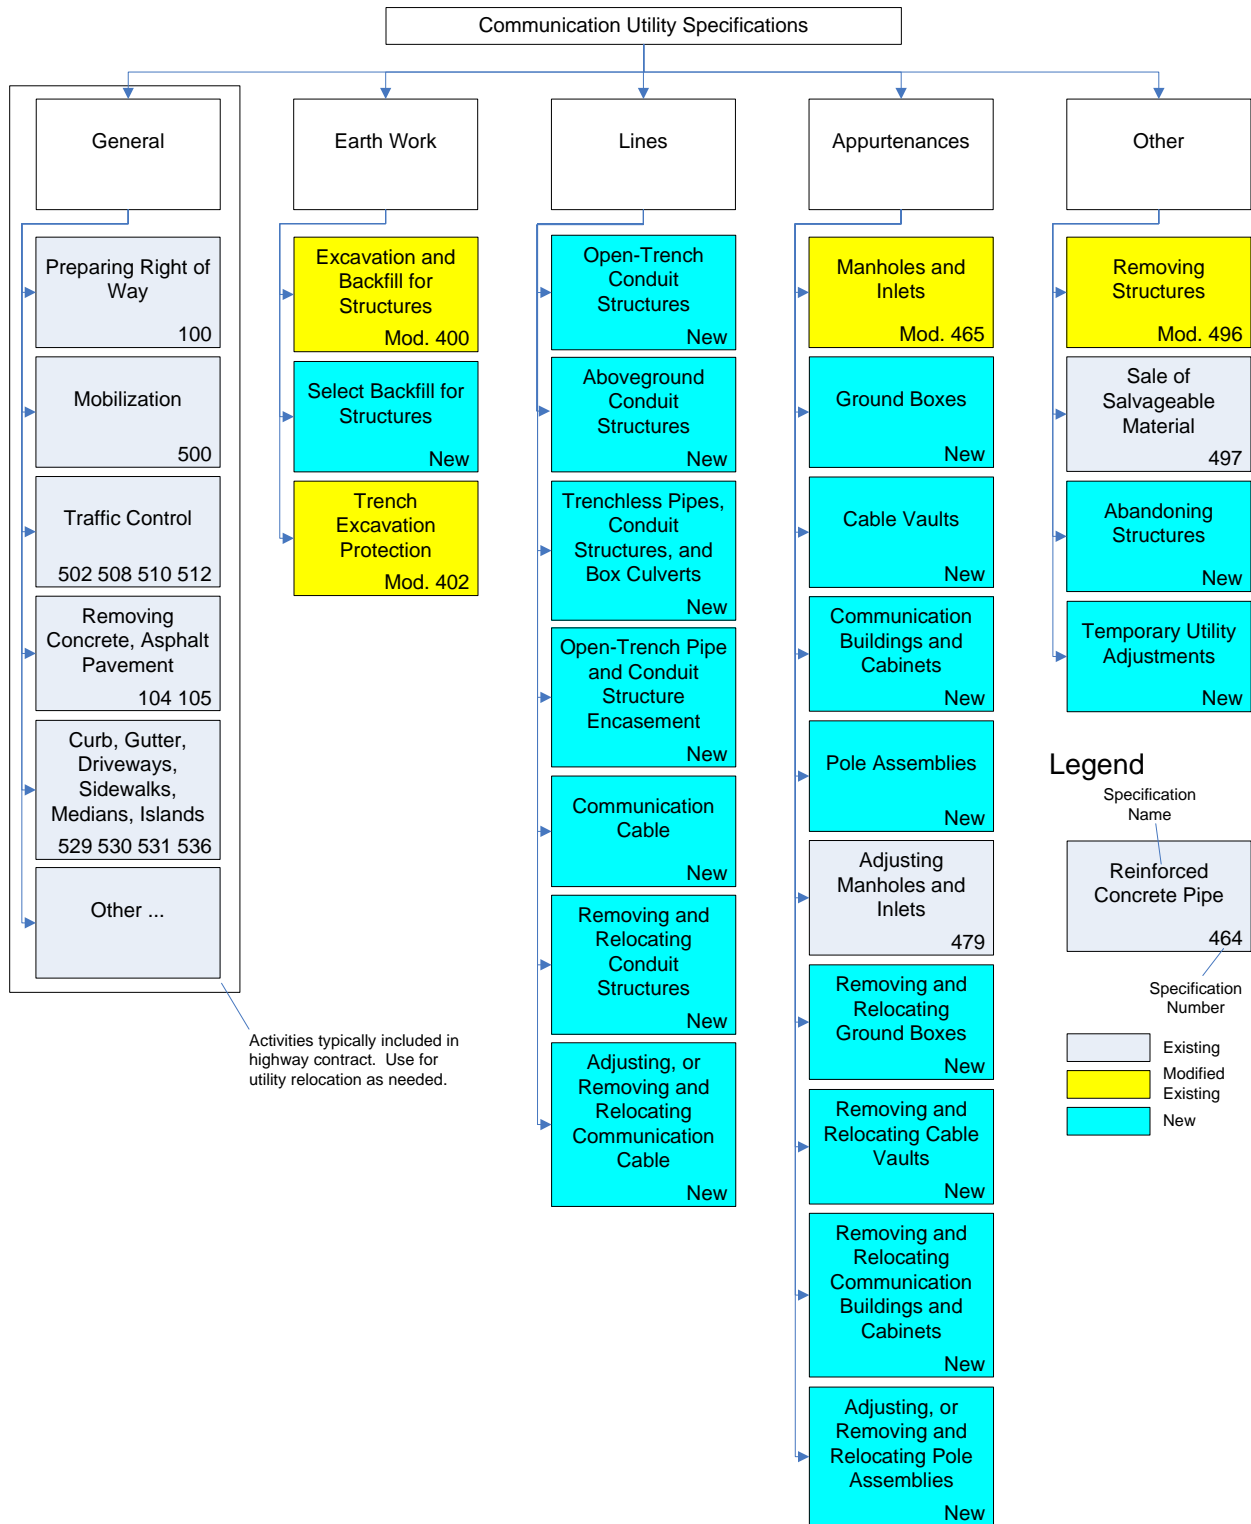 Communication Utility Specifications
General
Preparing Right of
Way
100
Mobilization
500
Traffic Control
502 508 510 512
Removing
Concrete, Asphalt
Pavement
104 105
Curb, Gutter,
Driveways,
Sidewalks,
Medians, Islands
529 530 531 536
Other ...
Activities typically included in
highway contract. Use for
utility relocation as needed.
Earth Work
Excavation and
Backfill for
Structures
Mod. 400
Select Backfill for
Structures
New
Trench
Excavation
Protection
Mod. 402
Lines
Open-Trench
Conduit
Structures
New
Aboveground
Conduit
Structures
New
Trenchless Pipes,
Conduit
Structures, and
Box Culverts
New
Open-Trench Pipe
and Conduit
Structure
Encasement
New
Communication
Cable
New
Removing and
Relocating
Conduit
Structures
New
Adjusting, or
Removing and
Relocating
Communication
Cable
New
Appurtenances
Manholes and
Inlets
Mod. 465
Ground Boxes
New
Cable Vaults
New
Communication
Buildings and
Cabinets
New
Pole Assemblies
New
Adjusting
Manholes and
Inlets
479
Removing and
Relocating
Ground Boxes
New
Removing and
Relocating Cable
Vaults
New
Removing and
Relocating
Communication
Buildings and
Cabinets
New
Adjusting, or
Removing and
Relocating Pole
Assemblies
New
Other
Removing
Structures
Mod. 496
Sale of
Salvageable
Material
497
Abandoning
Structures
New
Temporary Utility
Adjustments
New
Legend
Specification
Name
Reinforced
Concrete Pipe
464
Specification
Number
Existing
Modified
Existing
New